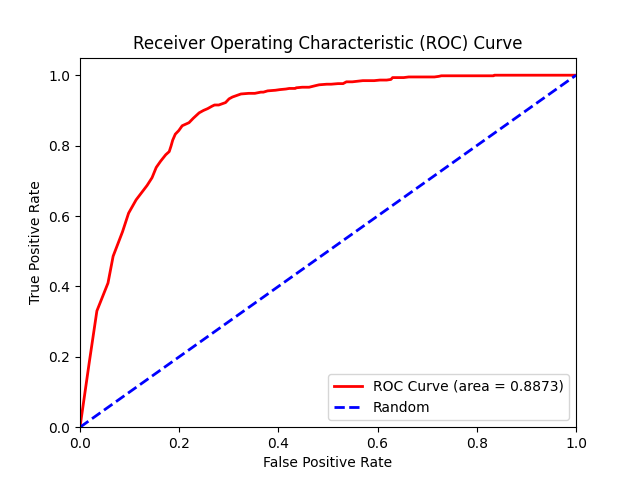 Receiver Operating Characteristic (ROC) Curve
1.0
0.8
0.6
0.4
0.2
0.0
True Positive Rate
ROC Curve (area = 0.8873)
Random
0.0 0.2 0.4 0.6 0.8 1.0
False Positive Rate